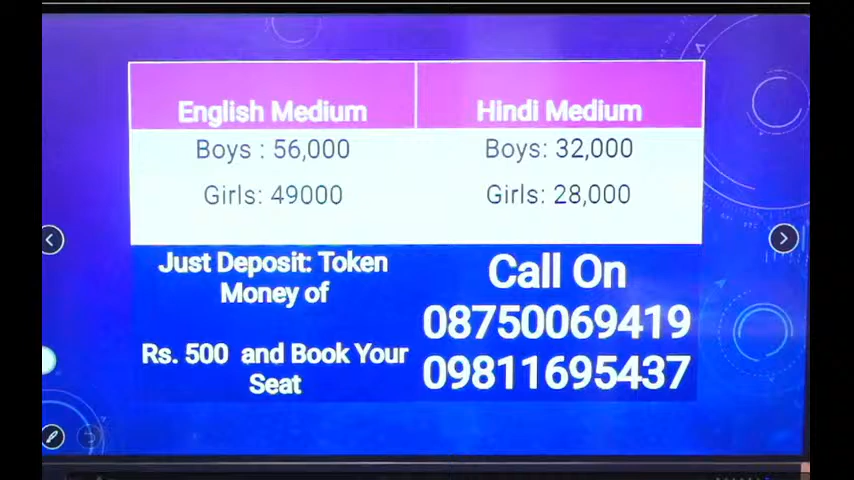 English Medium
Hindi Medium
Boys : 56,000
Boys: 32,000
Girls: 49000
Girls: 28,000
Just Deposit: Token
Money of
Rs. 500 and Book Your
Seat
Call On
08750069419
09811695437